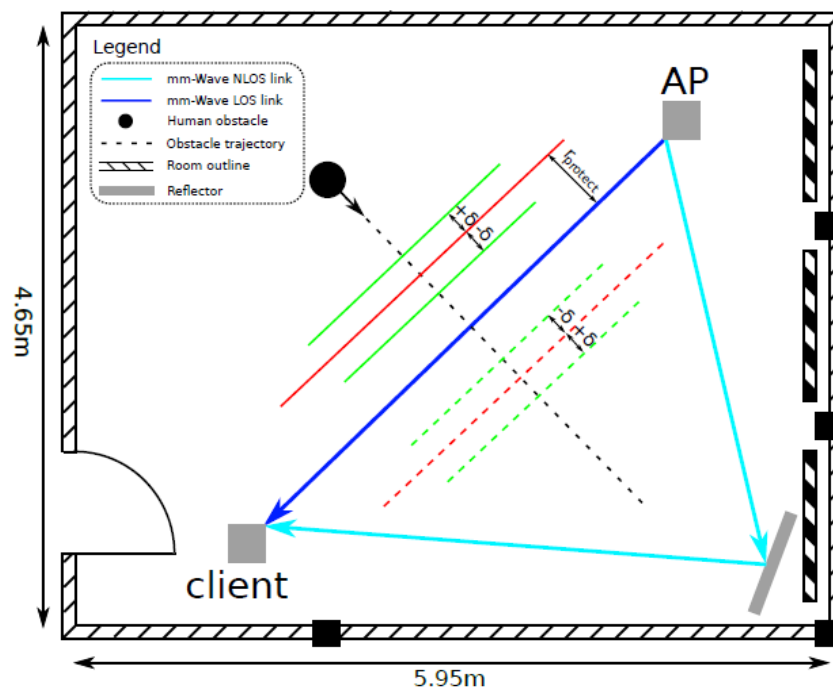 Legend
mm-Wave NLOS link
mm-Wave LOS link
Human obstacle
Obstacle trajectory
Room outline
Reflector
AP
rprotect
+δ -δ
-δ +δ
4.65m
client
5.95m